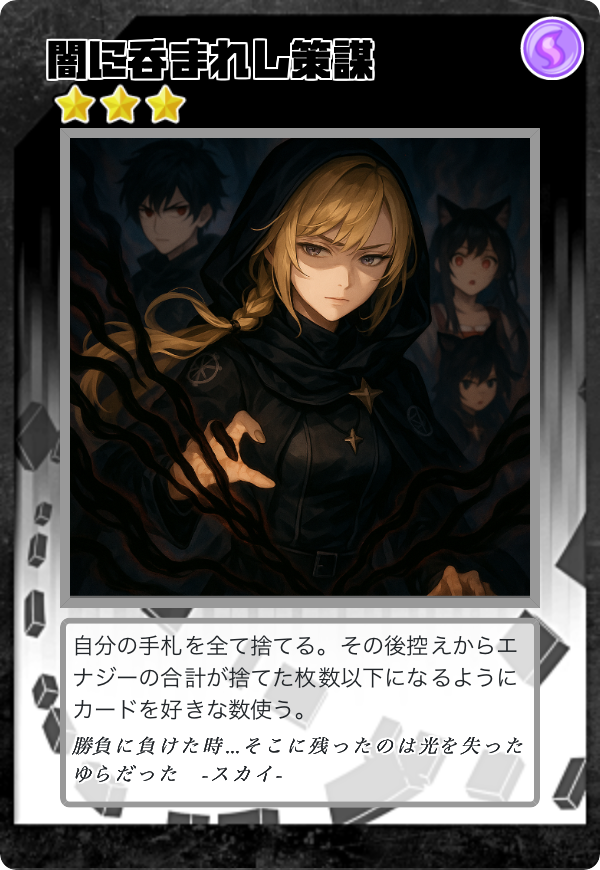 闇に呑まれし策謀
自分の手札を全て捨てる。その後控えからエ
ナジーの合計が捨てた枚数以下になるように
カードを好きな数使う。
勝負に負けた時...そこに残ったのは光を失った
ゆらだった　-スカイ-